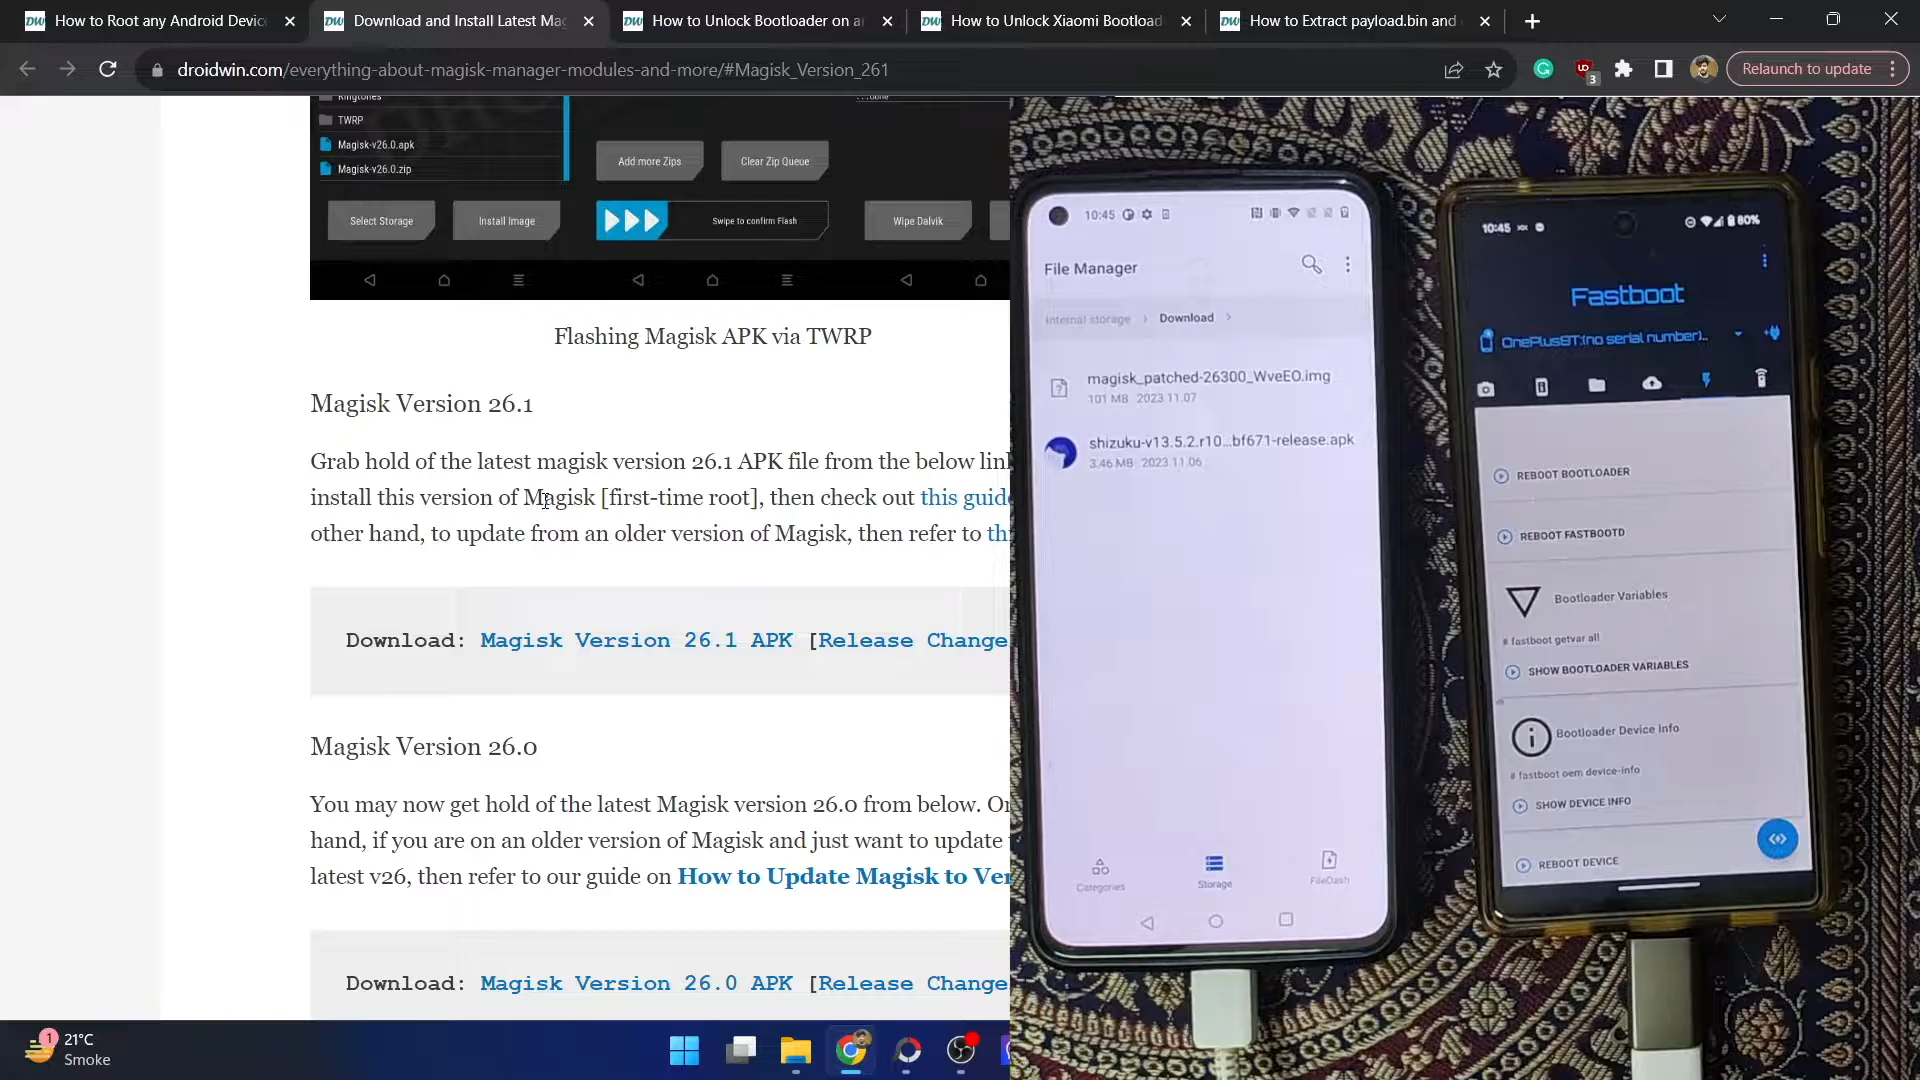 How to Root any Android Device
Download and Install Latest Mag
How to Unlock Bootloader on a
How to Unlock Xiaomi Bootload
How to Extract payload.bin and
droidwin.com/everything-about-magisk-manager-modules-and-more/#Magisk_Version_261
3
Relaunch to update
Ringtones
TWRP
Magisk-v26.0.apk
Magisk-v26.0.zip
Select Storage
Install Image
...done
Add more Zips
Clear Zip Queue
Swipe to confirm Flash
Wipe Dalvik
Flashing Magisk APK via TWRP
Magisk Version 26.1
Grab hold of the latest magisk version 26.1 APK file from the below lin
install this version of Magisk [first-time root], then check out this guide
other hand, to update from an older version of Magisk, then refer to th
Download: Magisk Version 26.1 APK [Release Change
Magisk Version 26.0
You may now get hold of the latest Magisk version 26.0 from below. O
hand, if you are on an older version of Magisk and just want to update
latest v26, then refer to our guide on How to Update Magisk to Ver
Download: Magisk Version 26.0 APK [Release Change
10:45
File Manager
Internal storage
Download
magisk_patched-26300_WveEO.img
101 MB 2023.11.07
shizuku-v13.5.2.r10...bf671-release.apk
3.46 MB 2023.11.06
Categories
Storage
FileDash
10:45
80%
Fastboot
OnePlus8T:(no serial number)..
REBOOT BOOTLOADER
REBOOT FASTBOOTD
Bootloader Variables
# fastboot getvar all
SHOW BOOTLOADER VARIABLES
Bootloader Device Info
# fastboot oem device-info
SHOW DEVICE INFO
REBOOT DEVICE
1
21°C
Smoke